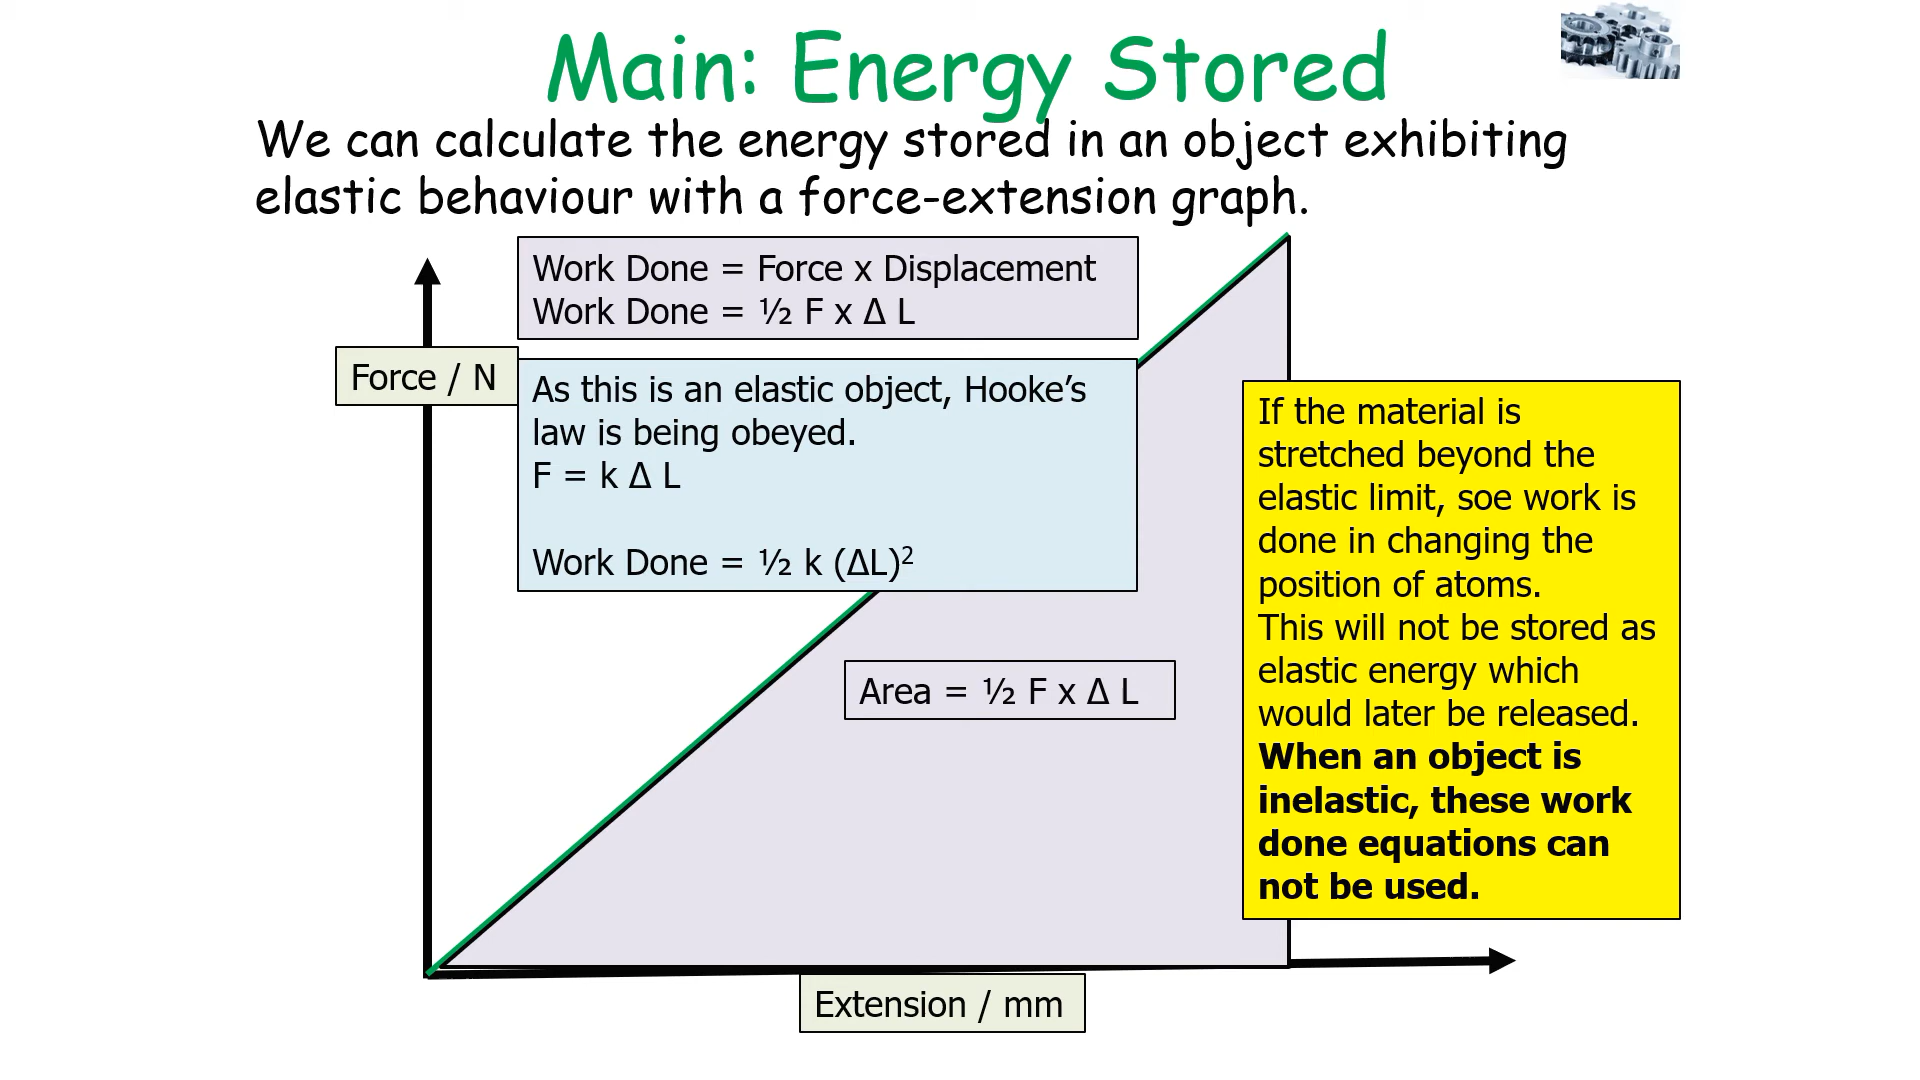 Main: Energy Stored
We can calculate the energy stored in an object exhibiting
elastic behaviour with a force-extension graph.
Work Done = Force x Displacement
Work Done = ½ F x Δ L
Force / N
As this is an elastic object, Hooke’s
law is being obeyed.
F = k Δ L
Work Done = ½ k (ΔL)²
If the material is
stretched beyond the
elastic limit, soe work is
done in changing the
position of atoms.
This will not be stored as
elastic energy which
would later be released.
When an object is
inelastic, these work
done equations can
not be used.
Area = ½ F x Δ L
Extension / mm